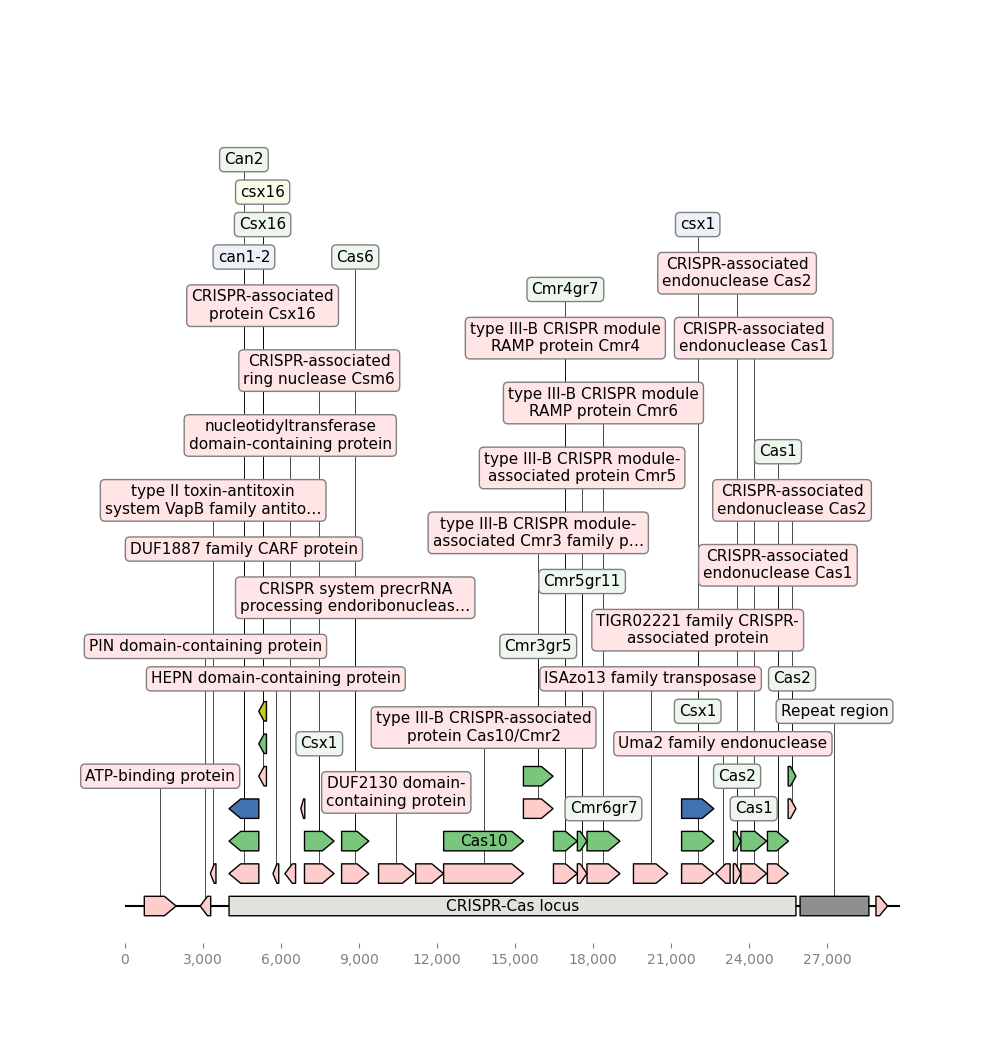 Can2
csx16
Csx16
csx1
can1-2
Cas6
CRISPR-associated
endonuclease Cas2
Cmr4gr7
CRISPR-associated
protein Csx16
type III-B CRISPR module
RAMP protein Cmr4
CRISPR-associated
endonuclease Cas1
CRISPR-associated
ring nuclease Csm6
type III-B CRISPR module
RAMP protein Cmr6
nucleotidyltransferase
domain-containing protein
Cas1
type III-B CRISPR module-
associated protein Cmr5
type II toxin-antitoxin
system VapB family antito…
CRISPR-associated
endonuclease Cas2
type III-B CRISPR module-
associated Cmr3 family p…
DUF1887 family CARF protein
CRISPR-associated
endonuclease Cas1
Cmr5gr11
CRISPR system precrRNA
processing endoribonucleas…
TIGR02221 family CRISPR-
associated protein
PIN domain-containing protein
Cmr3gr5
HEPN domain-containing protein
ISAzo13 family transposase
Cas2
Csx1
Repeat region
type III-B CRISPR-associated
protein Cas10/Cmr2
Csx1
Uma2 family endonuclease
ATP-binding protein
Cas2
DUF2130 domain-
containing protein
Cmr6gr7
Cas1
Cas10
CRISPR-Cas locus
0
3,000
6,000
9,000
12,000
15,000
18,000
21,000
24,000
27,000